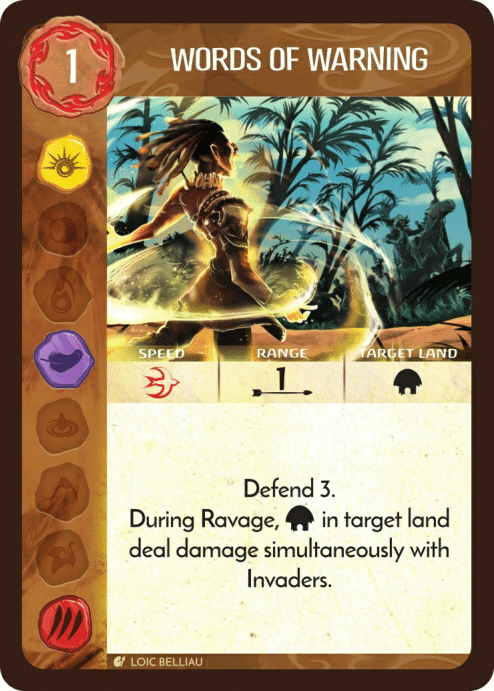 1
WORDS OF WARNING
SPEED RANGE TARGET LAND
1
Defend 3.
During Ravage, in target land
deal damage simultaneously with
Invaders.
LOIC BELLIAU